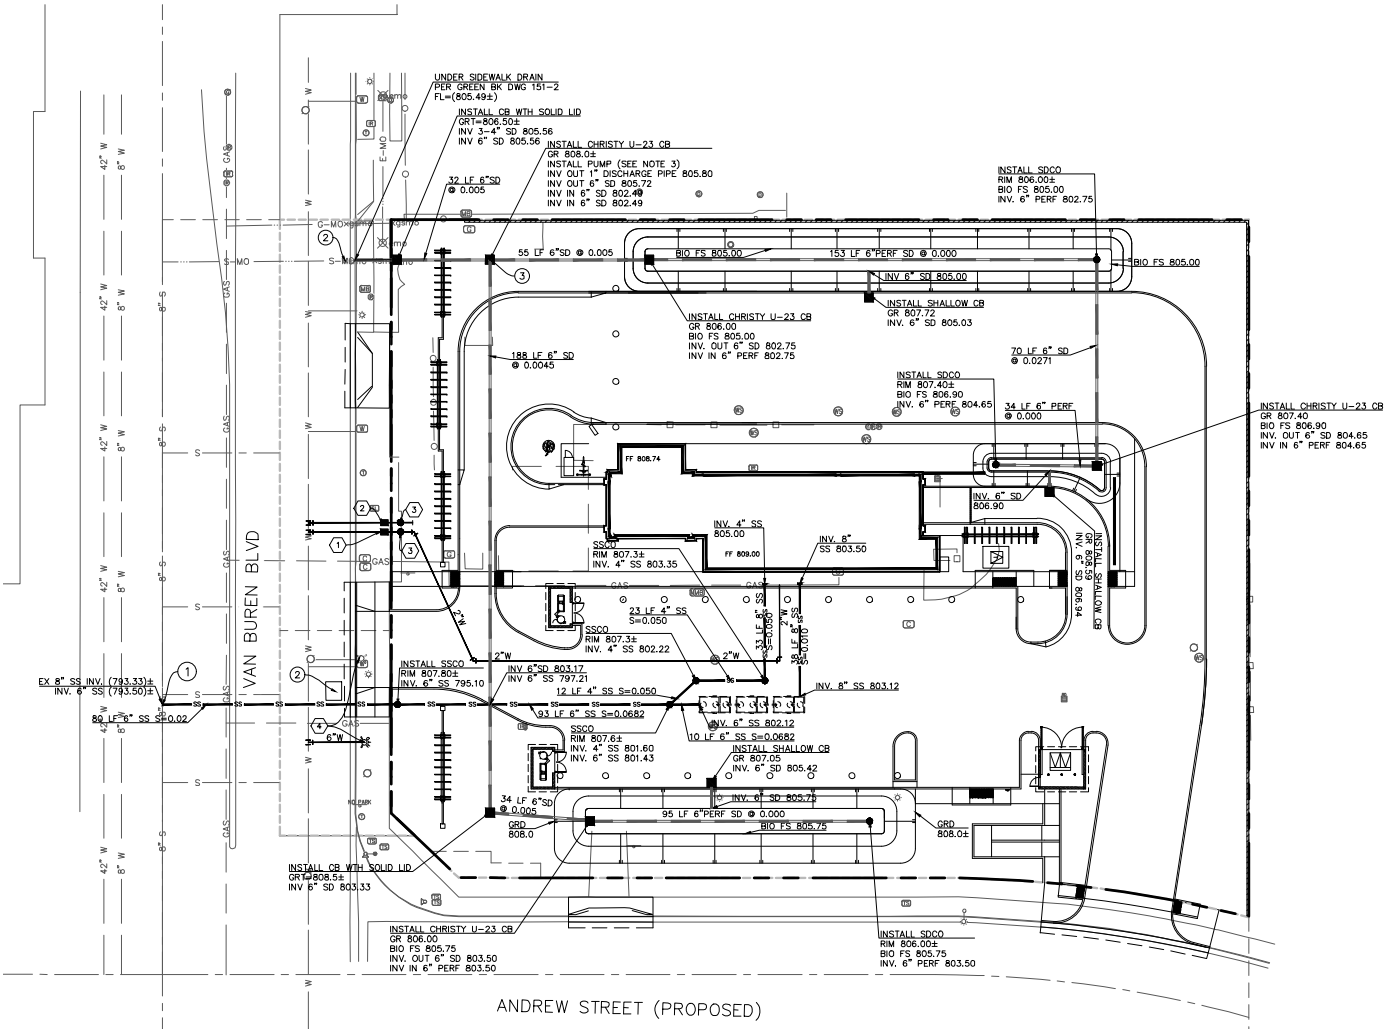 UNDER SIDEWALK DRAIN
PER GREEN BK DWG 151-2
FL=(805.49±)
INSTALL CB WTH SOLID LID
GRT=806.50±
INV 3-4" SD 805.56
INV 6" SD 805.56
INSTALL CHRISTY U-23 CB
GR 808.0±
INSTALL PUMP (SEE NOTE 3)
INV OUT 1" DISCHARGE PIPE 805.80
INV OUT 6" SD 805.72
INV IN 6" SD 802.49
INV IN 6" SD 802.49
32 LF 6"SD
@ 0.005
INSTALL SDCO
RIM 806.00±
BIO FS 805.00
INV. 6" PERF 802.75
55 LF 6"SD @ 0.005
BIO FS 805.00
153 LF 6"PERF SD @ 0.000
BIO FS 805.00
INV 6" SD 805.00
INSTALL SHALLOW CB
GR 807.72
INV. 6" SD 805.03
INSTALL CHRISTY U-23 CB
GR 806.00
BIO FS 805.00
INV. OUT 6" SD 802.75
INV IN 6" PERF 802.75
188 LF 6" SD
@ 0.0045
70 LF 6" SD
@ 0.0271
INSTALL SDCO
RIM 807.40±
BIO FS 806.90
INV. 6" PERF 804.65
34 LF 6" PERF
@ 0.000
INSTALL CHRISTY U-23 CB
GR 807.40
BIO FS 806.90
INV. OUT 6" SD 804.65
INV IN 6" PERF 804.65
FF 808.74
INV. 6" SD
806.90
INSTALL SHALLOW CB
GR 808.59
INV. 6" SD 806.94
INV. 4" SS
805.00
INV. 8"
SS 803.50
FF 809.00
SSCO
RIM 807.3±
INV. 4" SS 803.35
23 LF 4" SS
S=0.050
33 LF 8" SS
S=0.050
2"W
38 LF 8" SS
S=0.010
SSCO
RIM 807.3±
INV. 4" SS 802.22
2"W
2"W
2"W
INV 6"SD 803.17
INV 6" SS 797.21
INSTALL SSCO
RIM 807.80±
INV. 6" SS 795.10
12 LF 4" SS S=0.050
INV. 8" SS 803.12
EX 8" SS INV. (793.33)±
INV. 6" SS (793.50)±
80 LF 6" SS S=0.02
93 LF 6" SS S=0.0682
INV. 6" SS 802.12
10 LF 6" SS S=0.0682
SSCO
RIM 807.6±
INV. 4" SS 801.60
INV. 6" SS 801.43
INSTALL SHALLOW CB
GR 807.05
INV. 6" SD 805.42
6"W
34 LF 6"SD
@ 0.005
INV. 6" SD 805.75
95 LF 6"PERF SD @ 0.000
BIO FS 805.75
GRD
808.0
GRD
808.0±
INSTALL CB WTH SOLID LID
GRT=808.5±
INV 6" SD 803.33
INSTALL CHRISTY U-23 CB
GR 806.00
BIO FS 805.75
INV. OUT 6" SD 803.50
INV IN 6" PERF 803.50
INSTALL SDCO
RIM 806.00±
BIO FS 805.75
INV. 6" PERF 803.50
VAN BUREN BLVD
ANDREW STREET (PROPOSED)
NO PARK
42" W
8" W
8" S
GAS
S-MO
E-MO
1
2
3
4